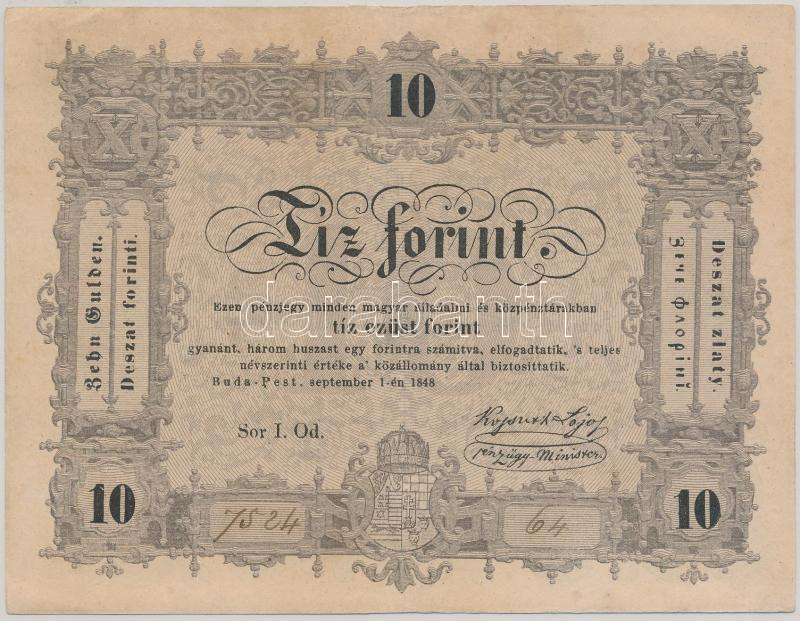 10
X X
Tíz forint.
Zehn Gulden.
Deszat forinti.
Deszat zlaty.
Ezen pénzjegy minden magyar álladalmi és közpénztárakban
tíz ezüst forint
gyanánt, három huszast egy forintra számitva, elfogadtatik, 's teljes
névszerinti értéke a' közállomány által biztosittatik.
Buda-Pest. september 1-én 1848
Sor I. Od.
Kossuth Lajos
pénzügy-Minister.
10 7524 64 10
darabanth